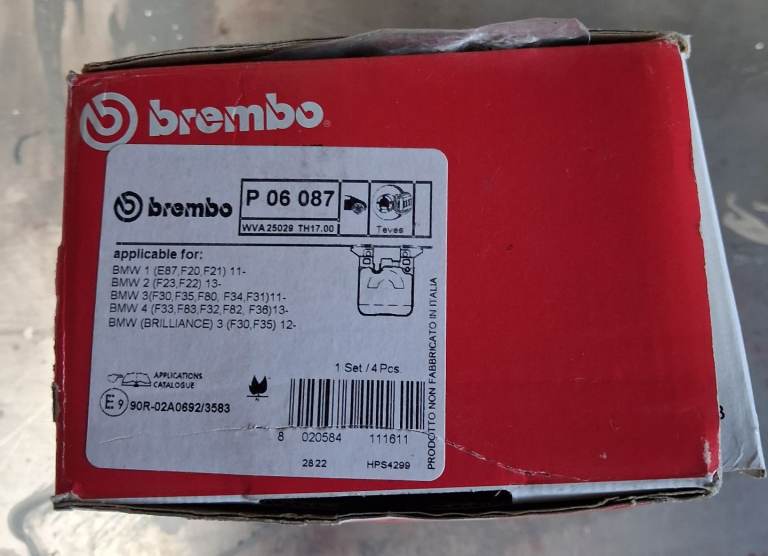 brembo
brembo
P 06 087
WVA 25029 TH17.00
Teves
applicable for:
BMW 1 (E87,F20,F21) 11-
BMW 2 (F23,F22) 13-
BMW 3(F30,F35,F80, F34,F31)11-
BMW 4 (F33,F83,F32,F82, F36)13-
BMW (BRILLIANCE) 3 (F30,F35) 12-
1 Set / 4 Pcs.
APPLICATIONS
CATALOGUE
E9 90R-02A0692/3583
8 020584 111611
2822 HPS4299
PRODOTTO NON FABBRICATO IN ITALIA